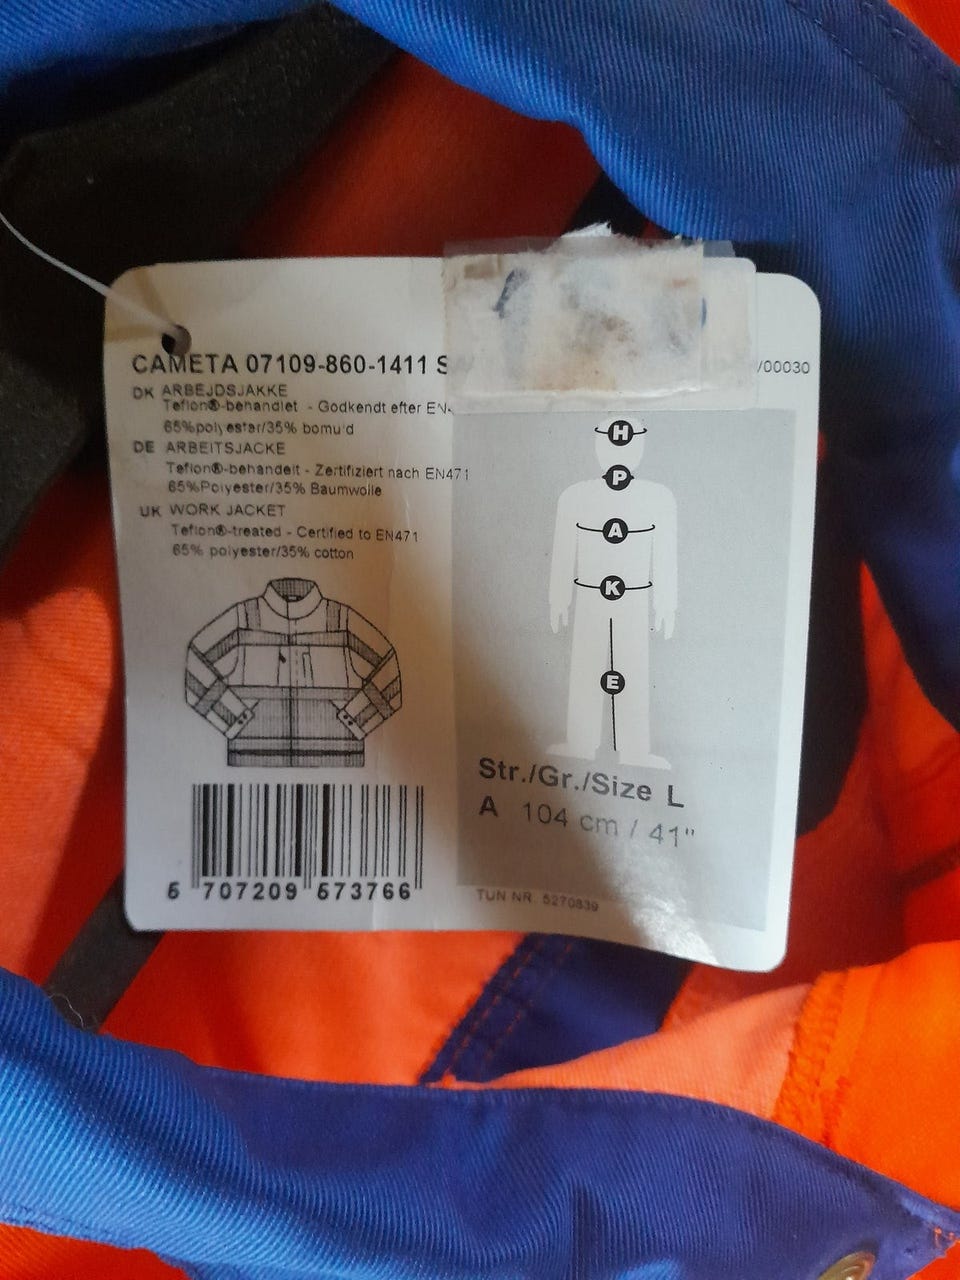 CAMETA 07109-860-1411 S
/00030
DK ARBEJDSJAKKE
Teflon®-behandlet - Godkendt efter EN
65%polyester/35% bomuld
DE ARBEITSJACKE
Teflon®-behandelt - Zertifiziert nach EN471
65%Polyester/35% Baumwolle
UK WORK JACKET
Teflon®-treated - Certified to EN471
65% polyester/35% cotton
H
P
A
K
E
Str./Gr./Size L
A 104 cm / 41"
5 707209 573766
TUN NR. 5270839